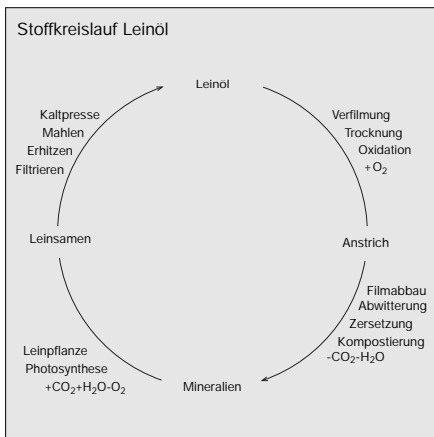 Stoffkreislauf Leinöl
Leinöl
Kaltpresse
Mahlen
Erhitzen
Filtrieren
Verfilmung
Trocknung
Oxidation
+O₂
Leinsamen
Anstrich
Filmabbau
Abwitterung
Zersetzung
Kompostierung
-CO₂-H₂O
Leinpflanze
Photosynthese
+CO₂+H₂O-O₂
Mineralien